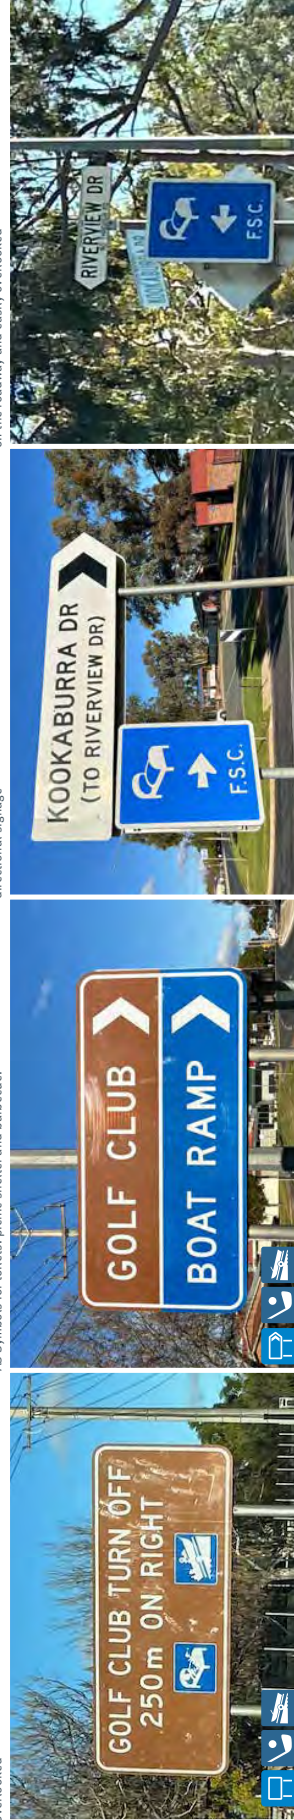 GOLF CLUB TURN OFF
250m ON RIGHT
GOLF CLUB
BOAT RAMP
KOOKABURRA DR
(TO RIVERVIEW DR)
F.S.C.
RIVERVIEW DR
F.S.C.